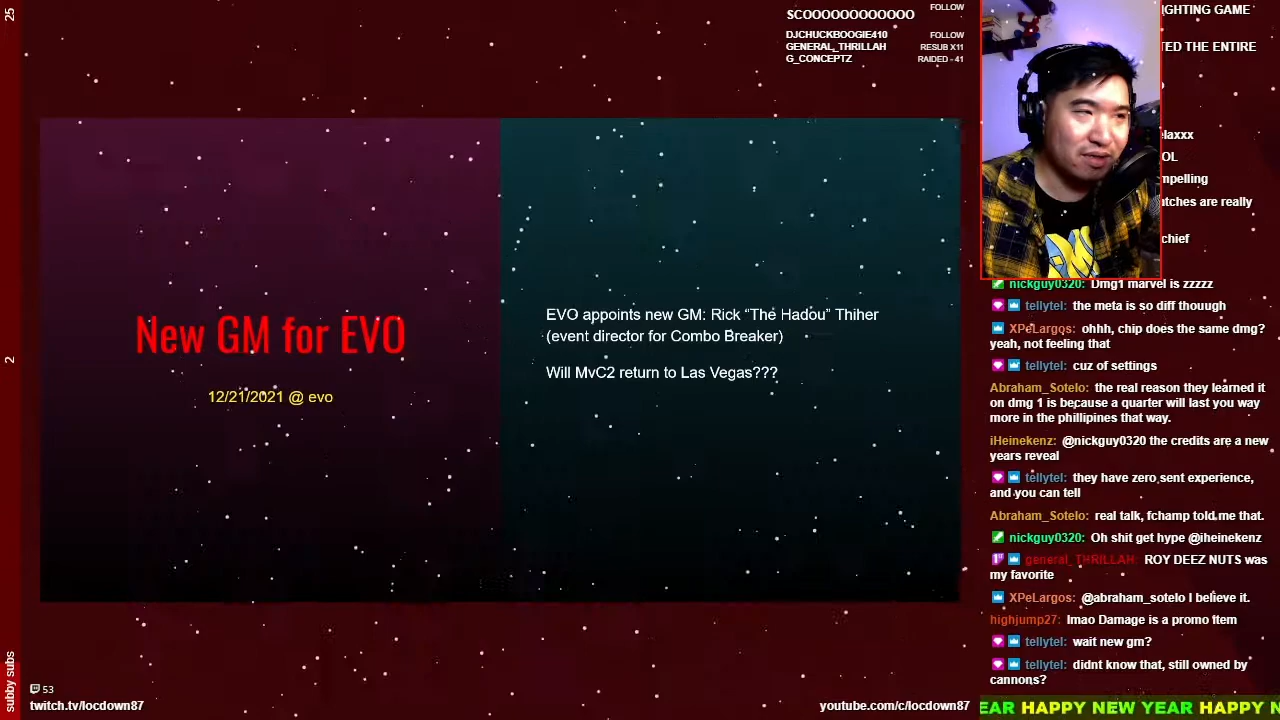 25
2
subby subs
SCOOOOOOOOOOOO
FOLLOW
DJCHUCKBOOGIE410 FOLLOW
GENERAL_THRILLAH RESUB X11
G_CONCEPTZ RAIDED - 41
New GM for EVO
12/21/2021 @ evo
EVO appoints new GM: Rick “The Hadou” Thiher
(event director for Combo Breaker)
Will MvC2 return to Las Vegas???
IGHTING GAME
TED THE ENTIRE
elaxxx
OL
mpelling
atches are really
chief
nickguy0320: Dmg1 marvel is zzzzz
tellytel: the meta is so diff thouugh
XPeLargos: ohhh, chip does the same dmg?
yeah, not feeling that
tellytel: cuz of settings
Abraham_Sotelo: the real reason they learned it
on dmg 1 is because a quarter will last you way
more in the phillipines that way.
iHeinekenz: @nickguy0320 the credits are a new
years reveal
tellytel: they have zero sent experience,
and you can tell
Abraham_Sotelo: real talk, fchamp told me that.
nickguy0320: Oh shit get hype @iheinekenz
general_THRILLAH: ROY DEEZ NUTS was
my favorite
XPeLargos: @abraham_sotelo I believe it.
highjump27: lmao Damage is a promo item
tellytel: wait new gm?
tellytel: didnt know that, still owned by
cannons?
53
twitch.tv/locdown87
youtube.com/c/locdown87
EAR HAPPY NEW YEAR HAPPY N